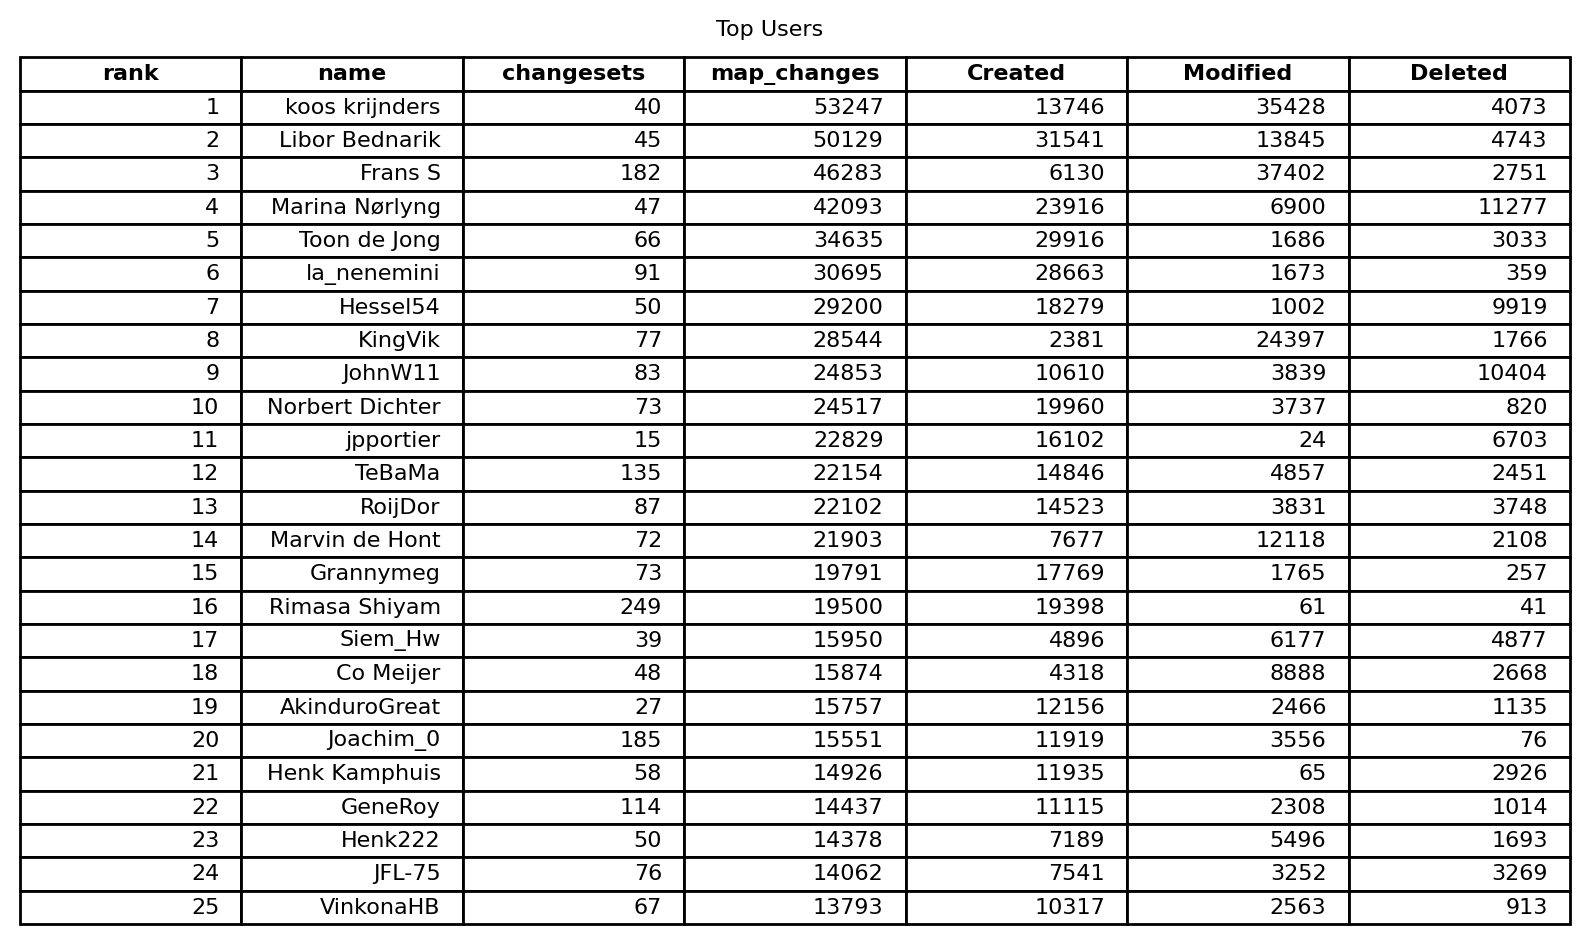 Top Users
rank name changesets map_changes Created Modified Deleted
1 koos krijnders 40 53247 13746 35428 4073
2 Libor Bednarik 45 50129 31541 13845 4743
3 Frans S 182 46283 6130 37402 2751
4 Marina Nørlyng 47 42093 23916 6900 11277
5 Toon de Jong 66 34635 29916 1686 3033
6 la_nenemini 91 30695 28663 1673 359
7 Hessel54 50 29200 18279 1002 9919
8 KingVik 77 28544 2381 24397 1766
9 JohnW11 83 24853 10610 3839 10404
10 Norbert Dichter 73 24517 19960 3737 820
11 jpportier 15 22829 16102 24 6703
12 TeBaMa 135 22154 14846 4857 2451
13 RoijDor 87 22102 14523 3831 3748
14 Marvin de Hont 72 21903 7677 12118 2108
15 Grannymeg 73 19791 17769 1765 257
16 Rimasa Shiyam 249 19500 19398 61 41
17 Siem_Hw 39 15950 4896 6177 4877
18 Co Meijer 48 15874 4318 8888 2668
19 AkinduroGreat 27 15757 12156 2466 1135
20 Joachim_0 185 15551 11919 3556 76
21 Henk Kamphuis 58 14926 11935 65 2926
22 GeneRoy 114 14437 11115 2308 1014
23 Henk222 50 14378 7189 5496 1693
24 JFL-75 76 14062 7541 3252 3269
25 VinkonaHB 67 13793 10317 2563 913